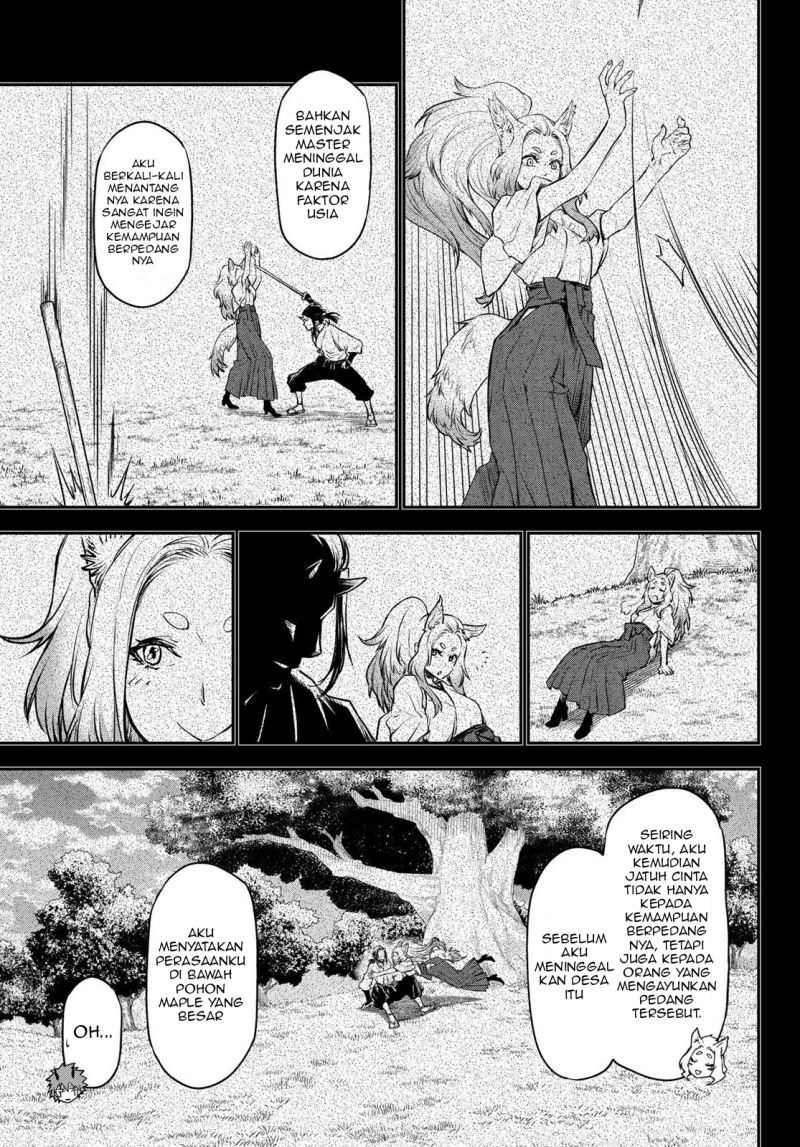 BAHKAN
SEMENJAK
MASTER
MENINGGAL
DUNIA
KARENA
FAKTOR
USIA
AKU
BERKALI-KALI
MENANTANG
NYA KARENA
SANGAT INGIN
MENGEJAR
KEMAMPUAN
BERPEDANG
NYA
SEIRING
WAKTU, AKU
KEMUDIAN
JATUH CINTA
TIDAK HANYA
KEPADA
KEMAMPUAN
BERPEDANG
NYA, TETAPI
JUGA KEPADA
ORANG YANG
MENGAYUNKAN
PEDANG
TERSEBUT.
SEBELUM
AKU
MENINGGAL
KAN DESA
ITU
AKU
MENYATAKAN
PERASAANKU
DI BAWAH
POHON
MAPLE YANG
BESAR
OH...